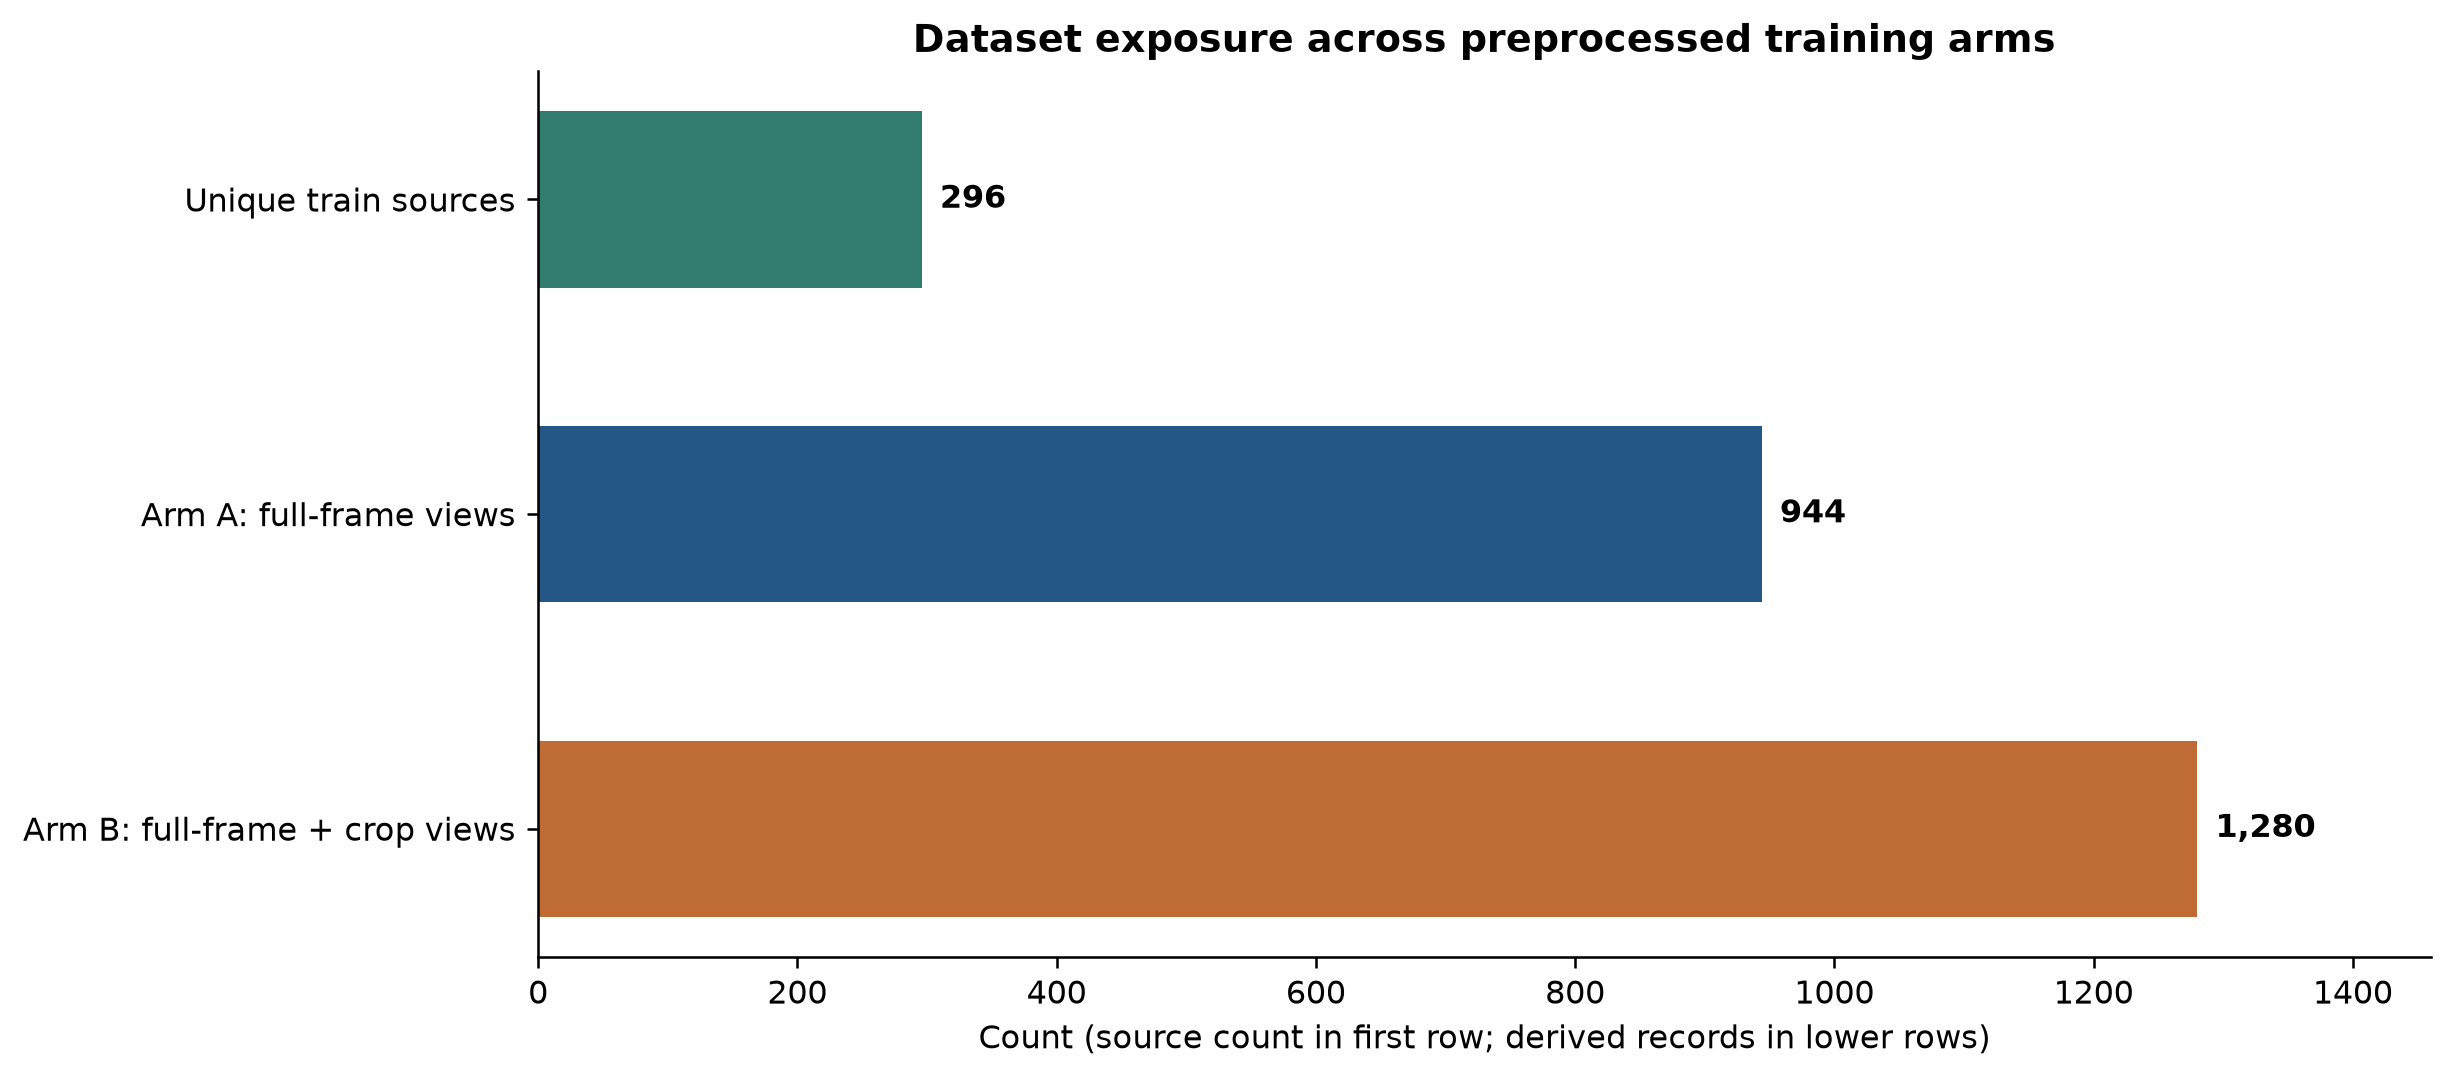 Dataset exposure across preprocessed training arms
Unique train sources
296
Arm A: full-frame views
944
Arm B: full-frame + crop views
1,280
0 200 400 600 800 1000 1200 1400
Count (source count in first row; derived records in lower rows)